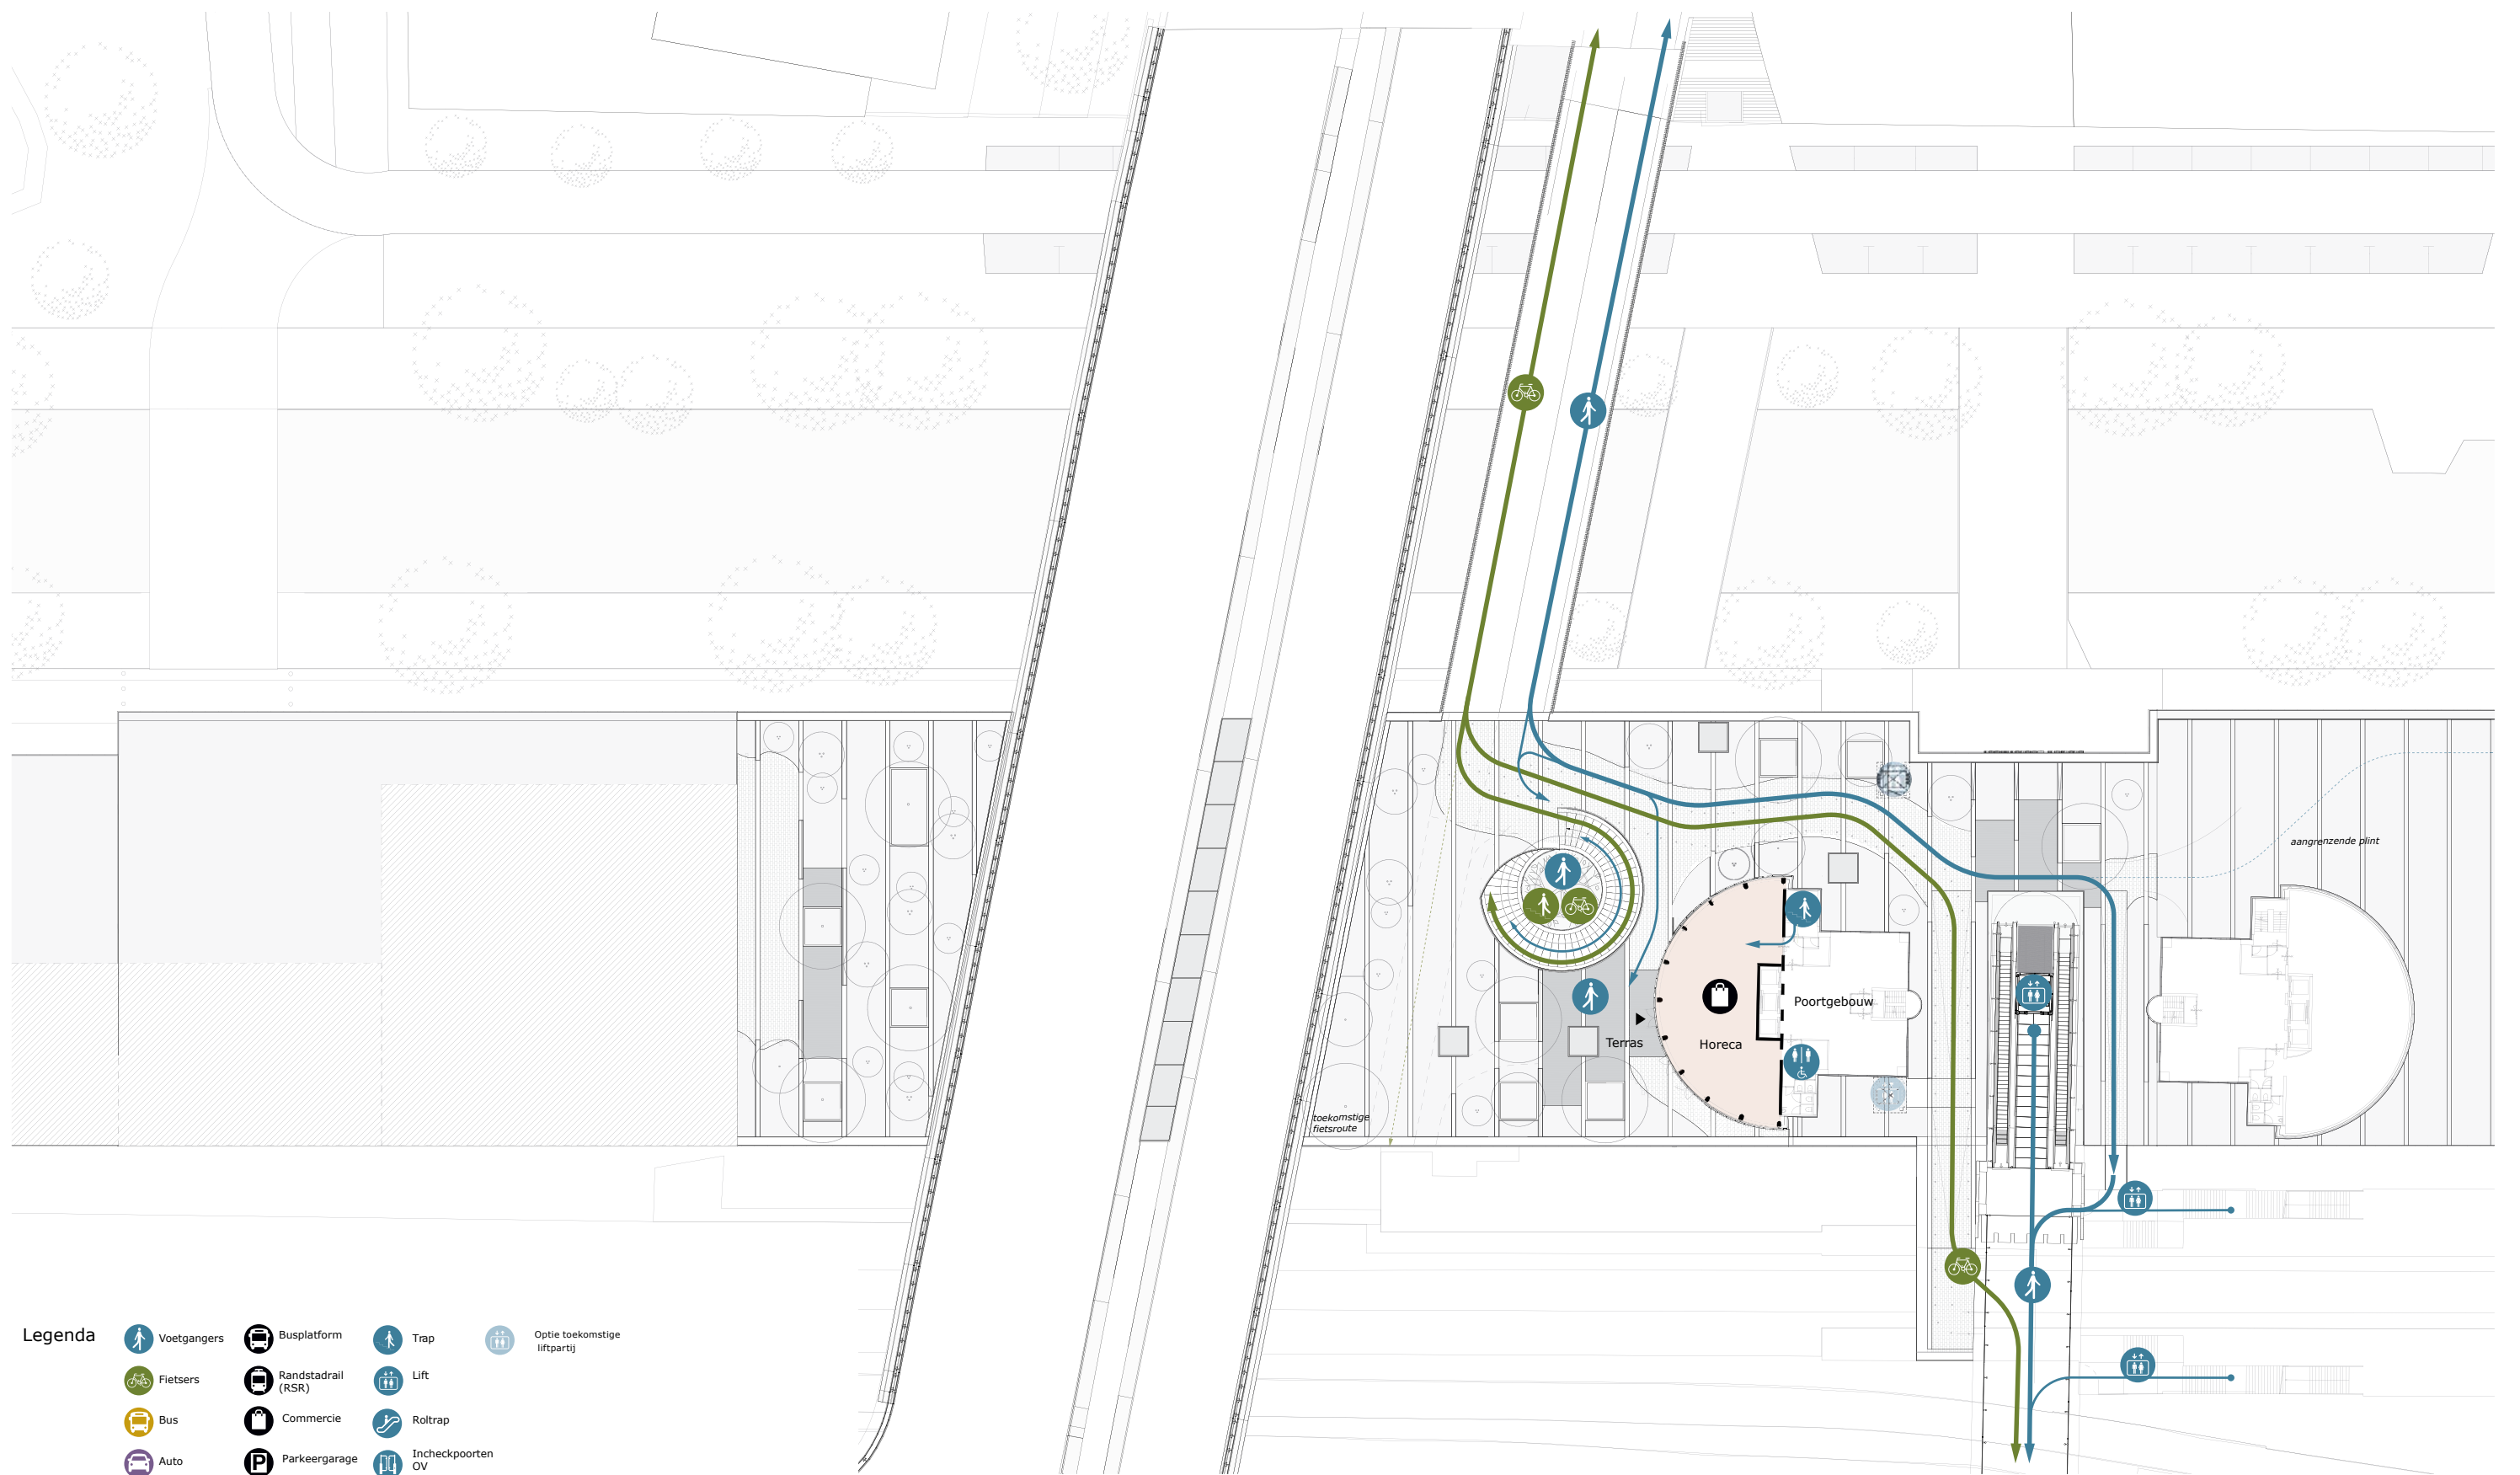 aangrenzende plint
Poortgebouw
Terras
Horeca
toekomstige
fietsroute
Legenda
Voetgangers
Fietsers
Bus
Auto
Busplatform
Randstadrail
(RSR)
Commercie
P
Parkeergarage
Trap
Lift
Roltrap
Incheckpoorten
OV
Optie toekomstige
liftpartij